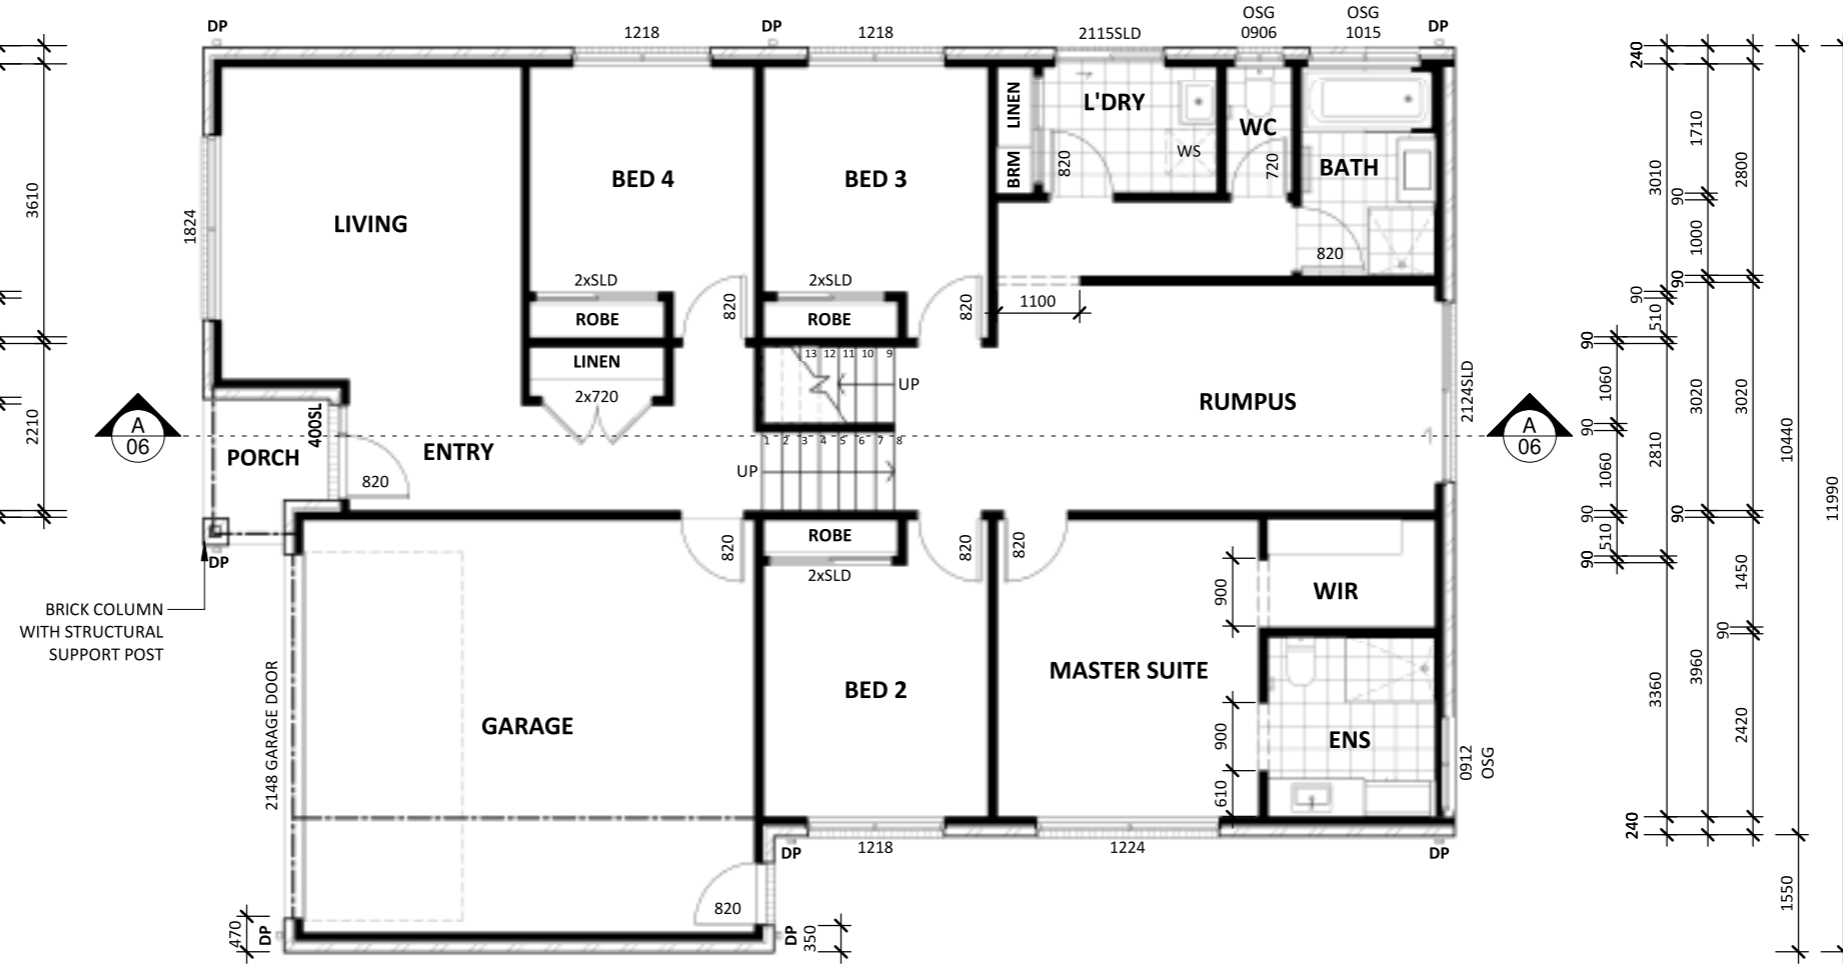 DP
DP
OSG
OSG
DP
1218
1218
2115SLD
0906
1015
240
3610
2210
1824
LIVING
BED 4
BED 3
LINEN
BRM
L'DRY
820
WS
WC
720
BATH
820
2xSLD
ROBE
820
2xSLD
ROBE
820
1100
LINEN
2x720
13 12 11 10 9
UP
1 2 3 4 5 6 7 8
UP
RUMPUS
2124SLD
A
06
A
06
400SL
PORCH
ENTRY
820
DP
BRICK COLUMN
WITH STRUCTURAL
SUPPORT POST
2148 GARAGE DOOR
GARAGE
820
ROBE
2xSLD
820
820
BED 2
MASTER SUITE
900
WIR
900
610
ENS
0912
OSG
DP
1218
1224
DP
820
470
DP
DP
350
3010
90
510
90
1060
90
1060
90
510
90
2810
3360
240
1710
90
1000
90
3020
90
3960
2800
3020
1450
90
2420
10440
1550
11990